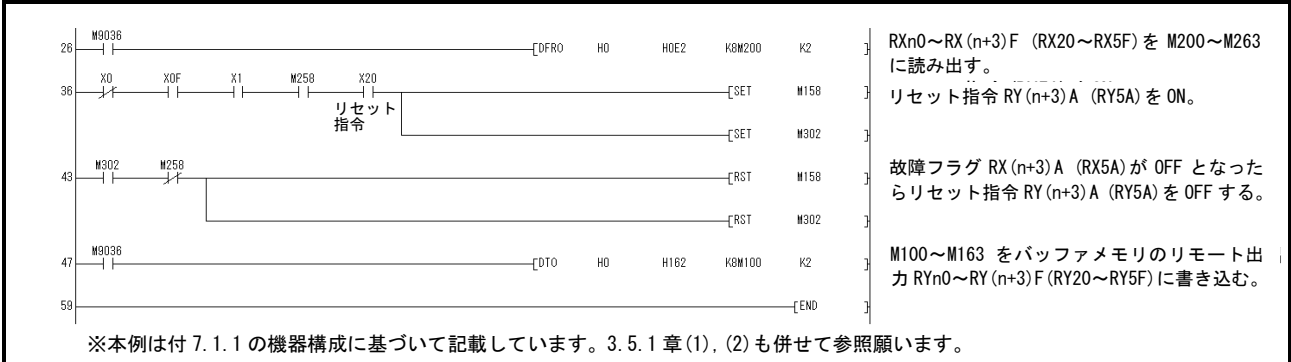 M9036
26 [DFRO H0 H0E2 K8M200 K2 ]
RXn0～RX(n+3)F (RX20～RX5F)を M200～M263
に読み出す。
X0 X0F X1 M258 X20
36 [SET M158 ]
リセット指令 RY(n+3)A (RY5A)を ON。
リセット
指令
[SET M302 ]
M302 M258
43 [RST M158 ]
故障フラグ RX(n+3)A (RX5A)が OFF となった
らリセット指令 RY(n+3)A (RY5A)を OFF する。
[RST M302 ]
M9036
47 [DTO H0 H162 K8M100 K2 ]
M100～M163 をバッファメモリのリモート出
力 RYn0～RY(n+3)F(RY20～RY5F)に書き込む。
59 [END ]
※本例は付 7.1.1 の機器構成に基づいて記載しています。3.5.1 章(1),(2)も併せて参照願います。